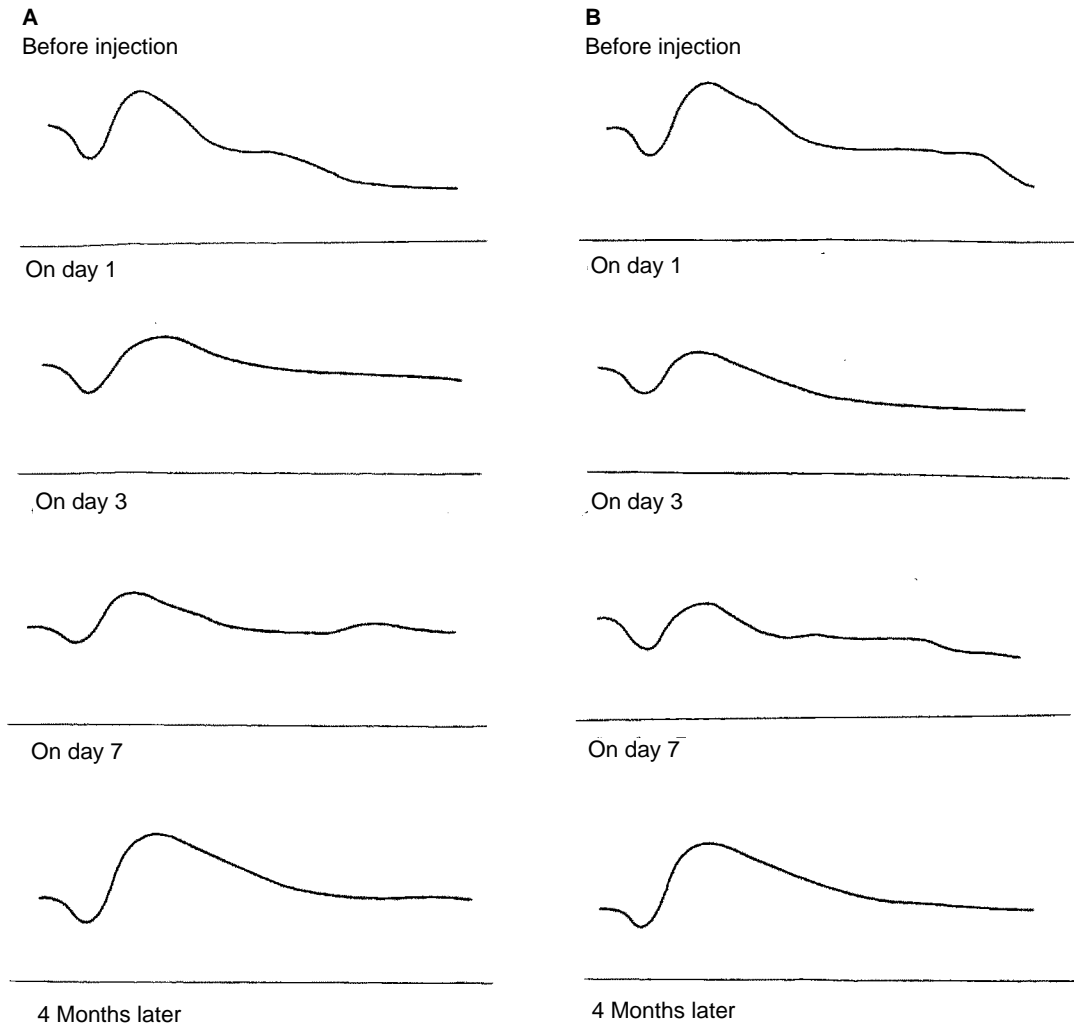 A
Before injection
On day 1
On day 3
On day 7
4 Months later
B
Before injection
On day 1
On day 3
On day 7
4 Months later